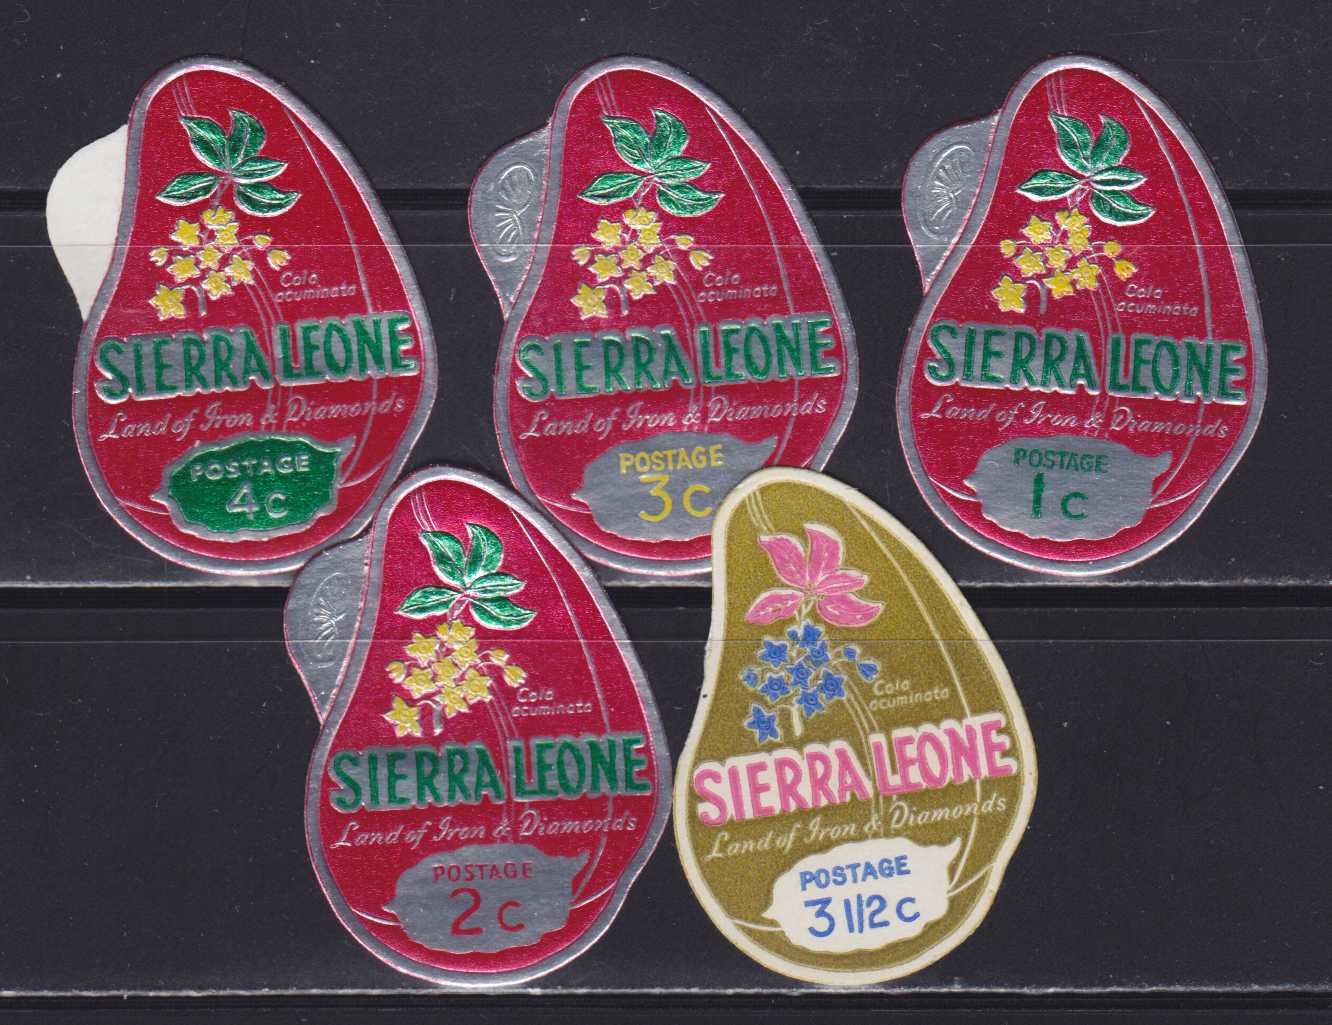 Cola
acuminata
SIERRA LEONE
Land of Iron & Diamonds
POSTAGE
4c
Cola
acuminata
SIERRA LEONE
Land of Iron & Diamonds
POSTAGE
3c
Cola
acuminata
SIERRA LEONE
Land of Iron & Diamonds
POSTAGE
1c
Cola
acuminata
SIERRA LEONE
Land of Iron & Diamonds
POSTAGE
2c
Cola
acuminata
SIERRA LEONE
Land of Iron & Diamonds
POSTAGE
3 1/2c